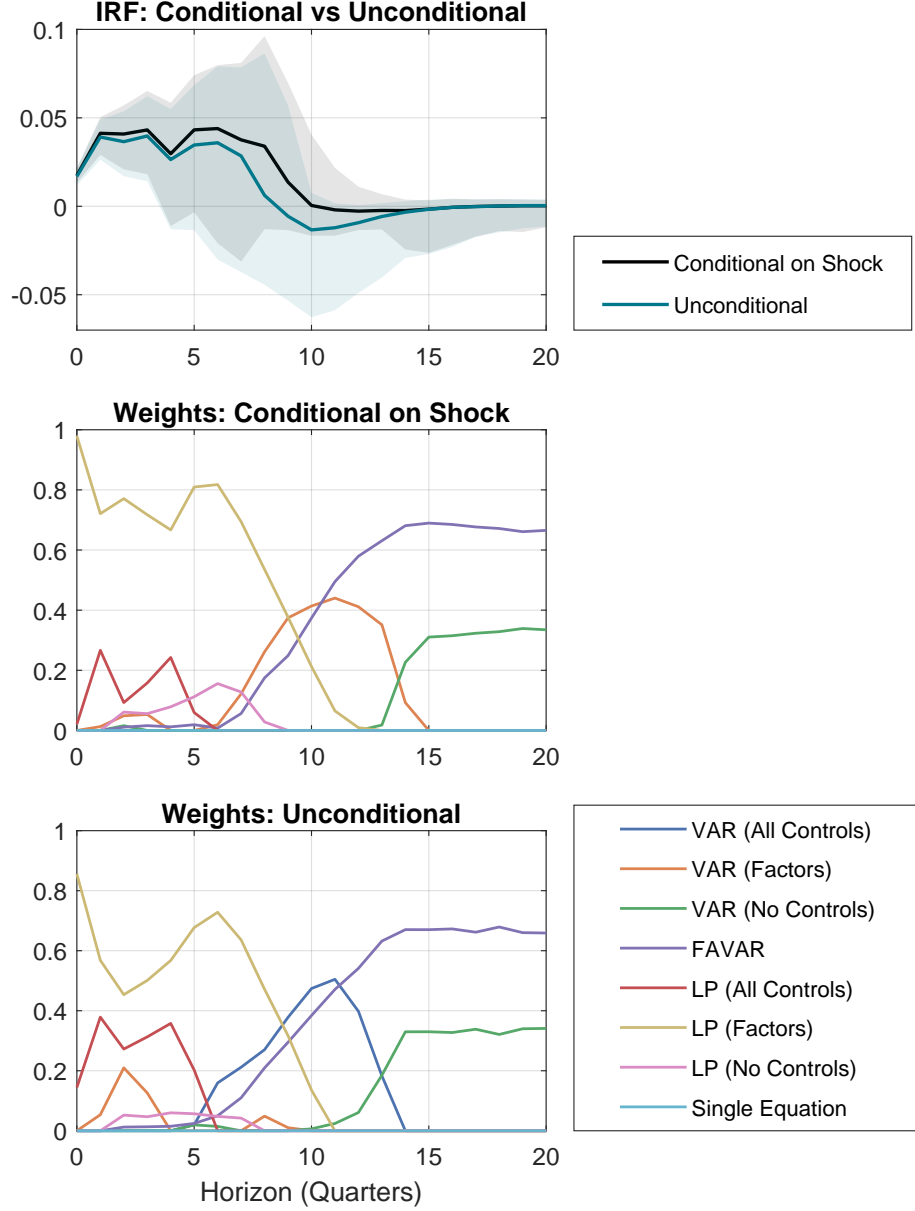 IRF: Conditional vs Unconditional
0.1
0.05
0
-0.05
0 5 10 15 20
Conditional on Shock
Unconditional
Weights: Conditional on Shock
1
0.8
0.6
0.4
0.2
0
0 5 10 15 20
Weights: Unconditional
1
0.8
0.6
0.4
0.2
0
0 5 10 15 20
Horizon (Quarters)
VAR (All Controls)
VAR (Factors)
VAR (No Controls)
FAVAR
LP (All Controls)
LP (Factors)
LP (No Controls)
Single Equation